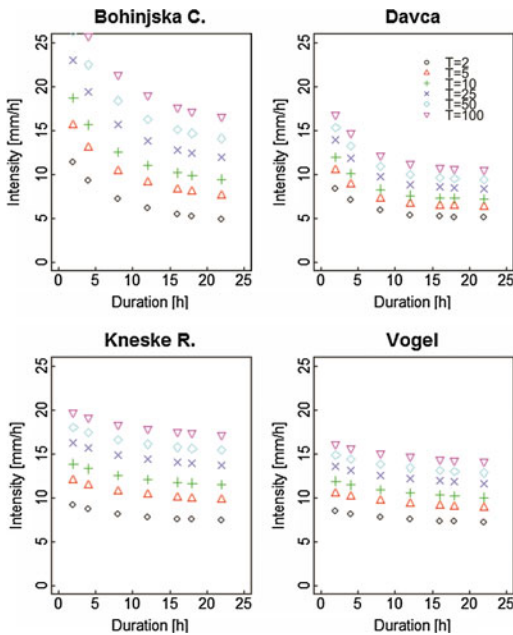 Bohinjska C.
Davca
Intensity [mm/h]
0 5 10 15 20 25
0 5 10 15 20 25
Duration [h]
Intensity [mm/h]
0 5 10 15 20 25
0 5 10 15 20 25
Duration [h]
T=2
T=5
T=10
T=25
T=50
T=100
Kneske R.
Vogel
Intensity [mm/h]
0 5 10 15 20 25
0 5 10 15 20 25
Duration [h]
Intensity [mm/h]
0 5 10 15 20 25
0 5 10 15 20 25
Duration [h]